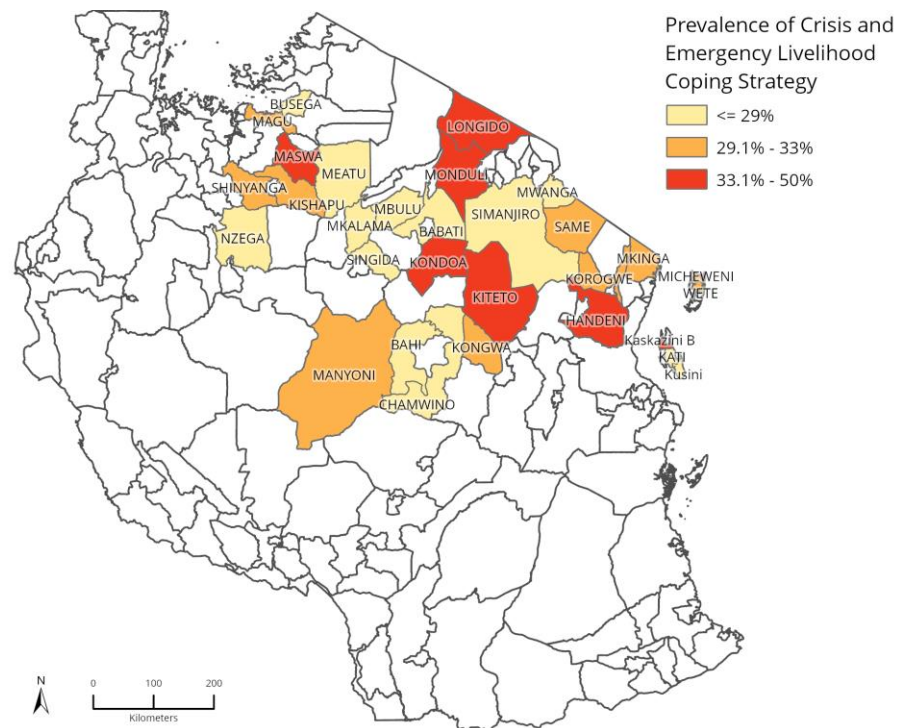 Prevalence of Crisis and
Emergency Livelihood
Coping Strategy
<= 29%
29.1% - 33%
33.1% - 50%
BUSEGA
MAGU
LONGIDO
MASWA
MEATU
MONDULI
SHINYANGA
MWANGA
KISHAPU
MBULU
SIMANJIRO
MKALAMA
BABATI
SAME
NZEGA
SINGIDA
KONDOA
MKINGA
KOROGWE
MICHEWENI
WETE
KITETO
HANDENI
Kaskazini B
BAHI
KONGWA
KATI
Kusini
MANYONI
CHAMWINO
N
0 100 200
Kilometers